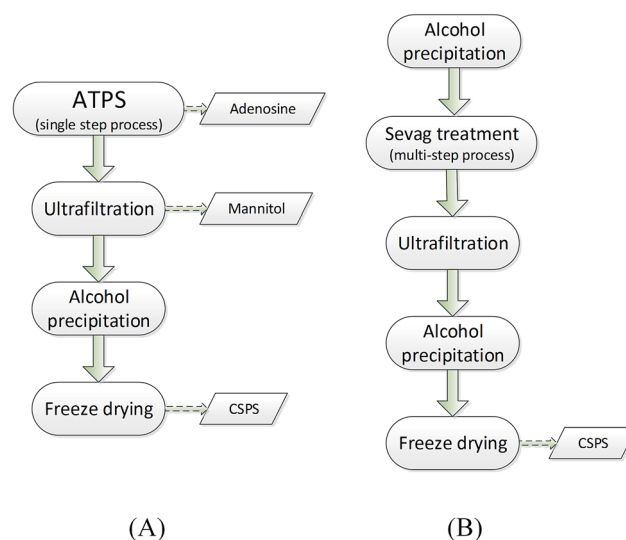 ATPS
(single step process)
Adenosine
Ultrafiltration
Mannitol
Alcohol
precipitation
Freeze drying
CSPS
(A)
Alcohol
precipitation
Sevag treatment
(multi-step process)
Ultrafiltration
Alcohol
precipitation
Freeze drying
CSPS
(B)